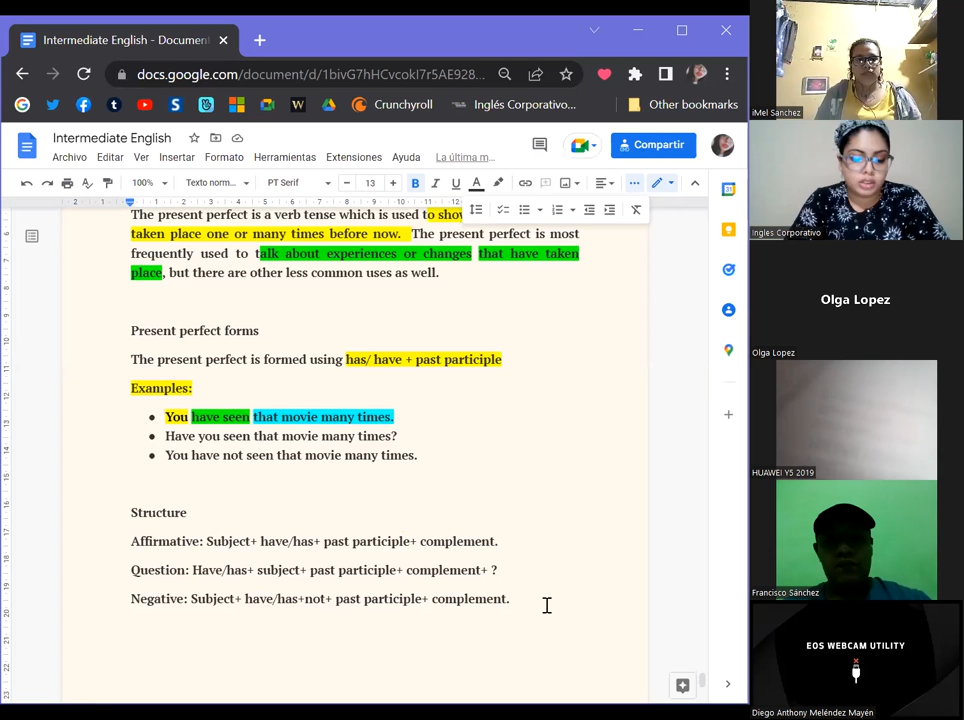 Intermediate English - Document
docs.google.com/document/d/1bivG7hHCvcokI7r5AE928...
Crunchyroll
Inglés Corporativo...
Other bookmarks
Intermediate English
Archivo Editar Ver Insertar Formato Herramientas Extensiones Ayuda La última m...
Compartir
100% Texto norm... PT Serif 13
The present perfect is a verb tense which is used to show
taken place one or many times before now. The present perfect is most
frequently used to talk about experiences or changes that have taken
place, but there are other less common uses as well.
Present perfect forms
The present perfect is formed using has/ have + past participle
Examples:
You have seen that movie many times.
Have you seen that movie many times?
You have not seen that movie many times.
Structure
Affirmative: Subject+ have/has+ past participle+ complement.
Question: Have/has+ subject+ past participle+ complement+ ?
Negative: Subject+ have/has+not+ past participle+ complement.
iMel Sanchez
Ingles Corporativo
Olga Lopez
Olga Lopez
HUAWEI Y5 2019
Francisco Sánchez
EOS WEBCAM UTILITY
Diego Anthony Meléndez Mayén